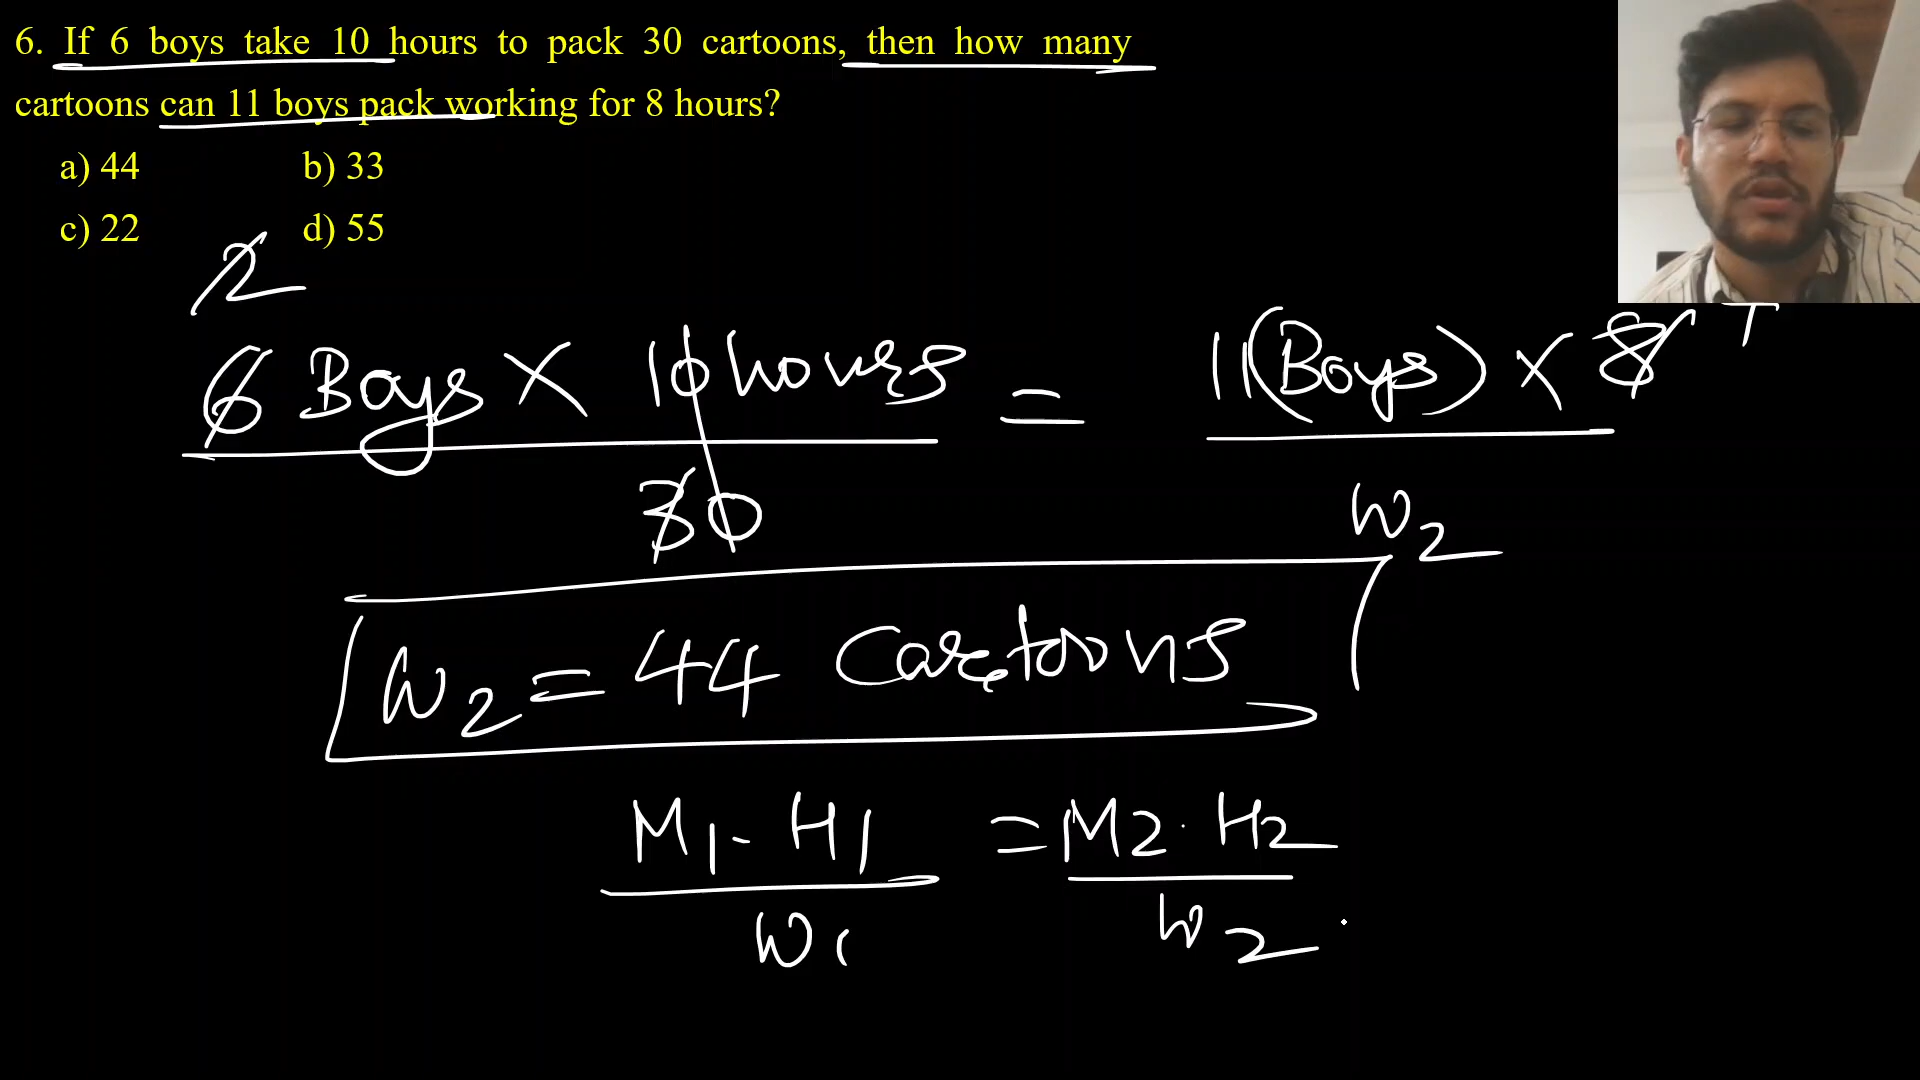 6. If 6 boys take 10 hours to pack 30 cartoons, then how many
cartoons can 11 boys pack working for 8 hours?
a) 44 b) 33
c) 22 d) 55
2
6 Boys × 10 hours = 11(Boys) × 8
30 W2
W2 = 44 Cartoons
M1 · H1 = M2 · H2
W1 W2